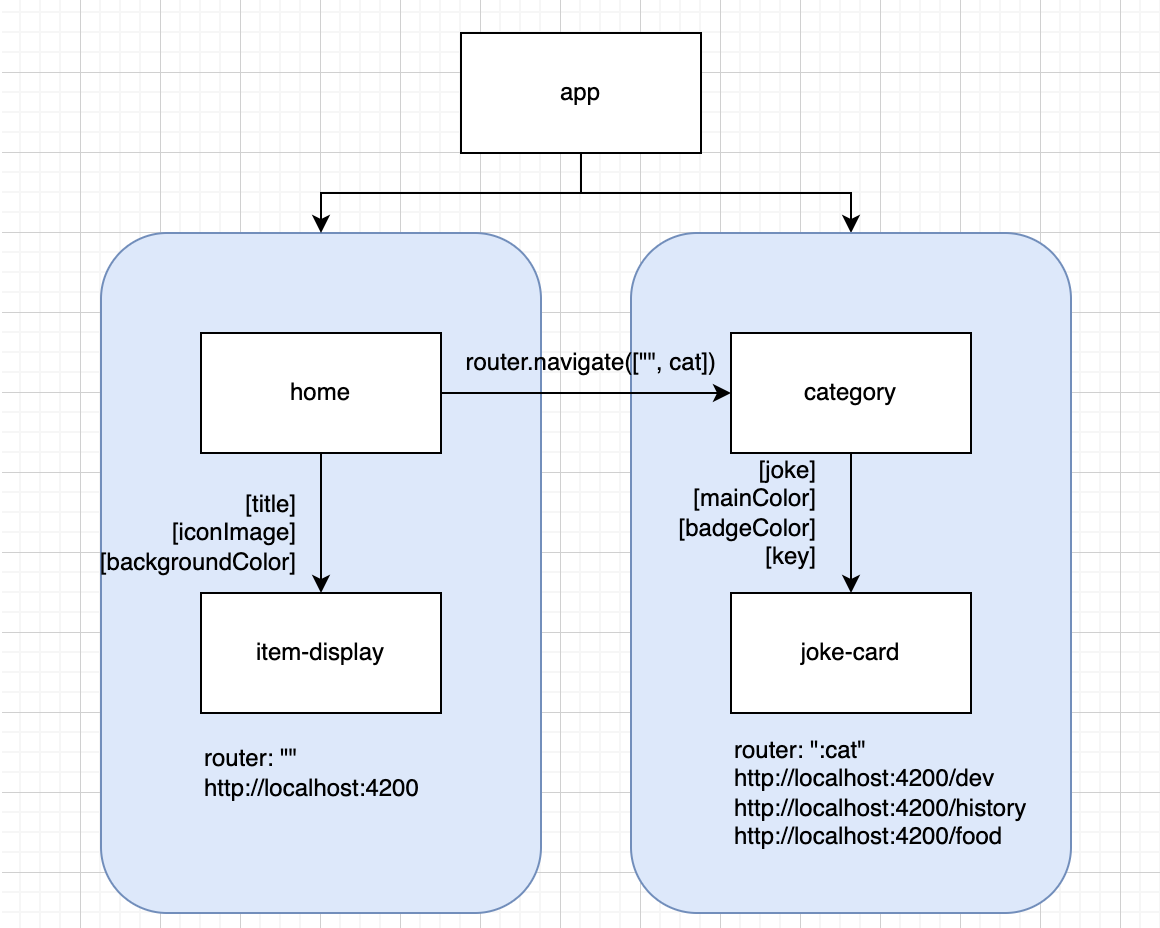 app
home
router.navigate(["", cat])
category
[title]
[iconImage]
[backgroundColor]
[joke]
[mainColor]
[badgeColor]
[key]
item-display
joke-card
router: ""
http://localhost:4200
router: ":cat"
http://localhost:4200/dev
http://localhost:4200/history
http://localhost:4200/food